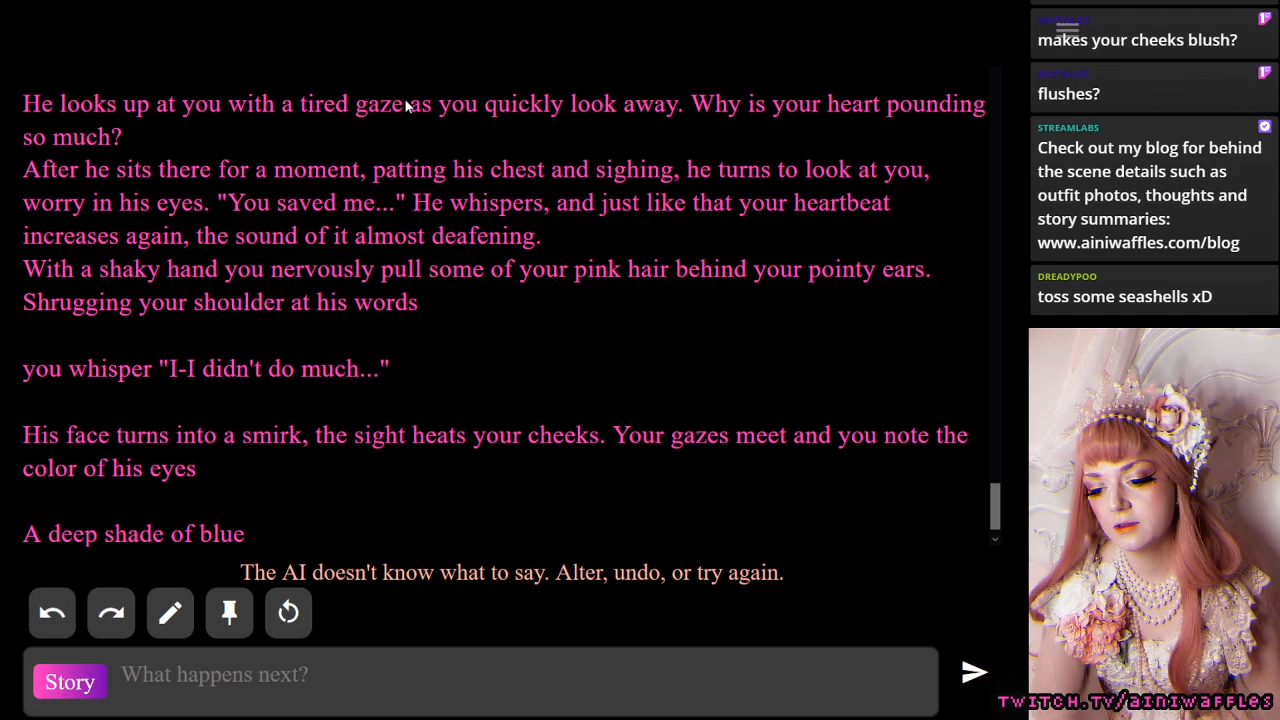 He looks up at you with a tired gaze as you quickly look away. Why is your heart pounding
so much?
After he sits there for a moment, patting his chest and sighing, he turns to look at you,
worry in his eyes. "You saved me..." He whispers, and just like that your heartbeat
increases again, the sound of it almost deafening.
With a shaky hand you nervously pull some of your pink hair behind your pointy ears.
Shrugging your shoulder at his words
you whisper "I-I didn't do much..."
His face turns into a smirk, the sight heats your cheeks. Your gazes meet and you note the
color of his eyes
A deep shade of blue
The AI doesn't know what to say. Alter, undo, or try again.
Story
What happens next?
makes your cheeks blush?
flushes?
STREAMLABS
Check out my blog for behind
the scene details such as
outfit photos, thoughts and
story summaries:
www.ainiwaffles.com/blog
DREADYPOO
toss some seashells xD
TWITCH.TV/AINIWAFFLES